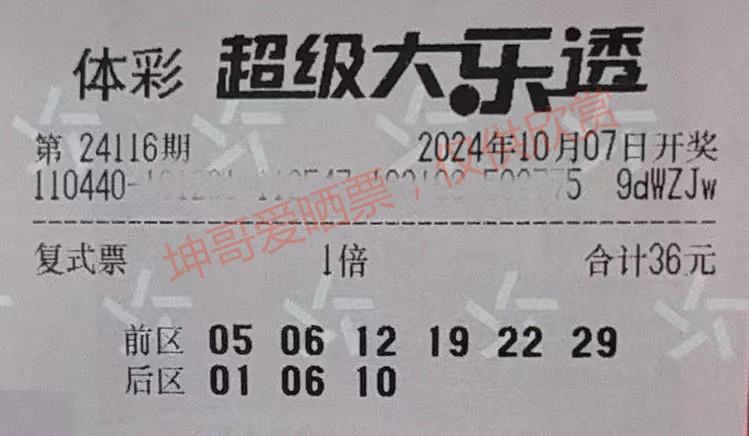 体彩 超级大乐透
第 24116期 2024年10月07日开奖
110440- 9dWZJw
坤哥爱晒票,仅供欣赏
复式票 1倍 合计36元
前区 05 06 12 19 22 29
后区 01 06 10